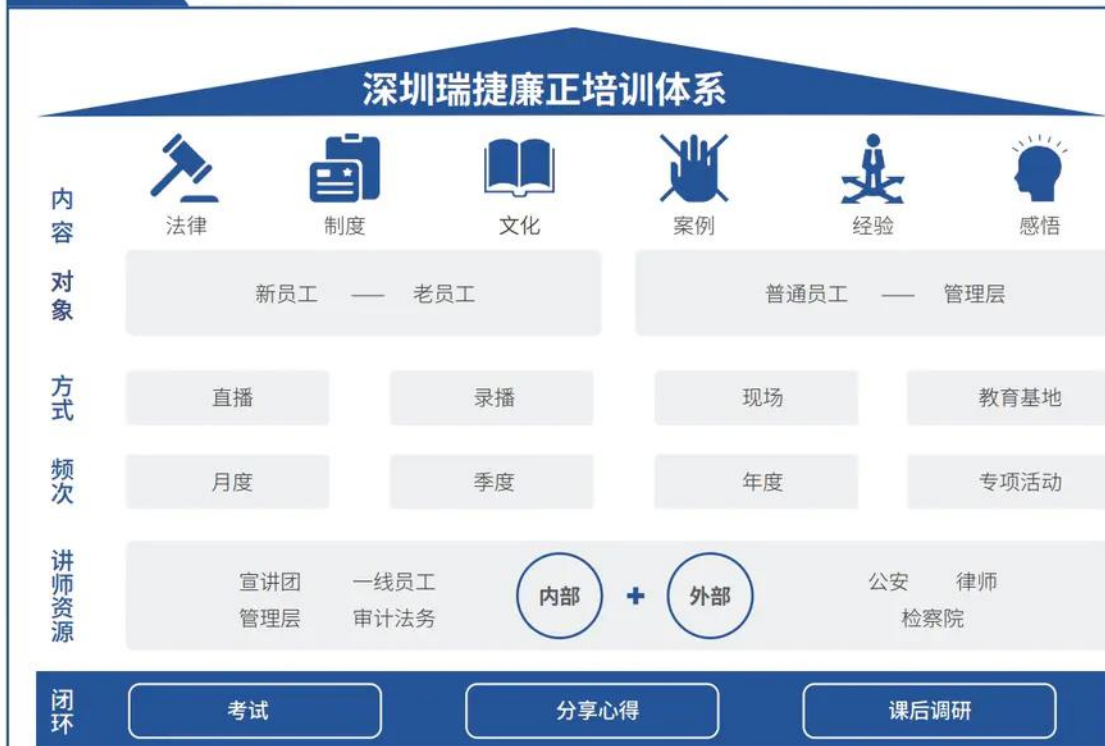 深圳瑞捷廉正培训体系
内容
法律 制度 文化 案例 经验 感悟
对象
新员工 —— 老员工 普通员工 —— 管理层
方式
直播 录播 现场 教育基地
频次
月度 季度 年度 专项活动
讲师资源
宣讲团 一线员工
管理层 审计法务
内部 + 外部
公安 律师
检察院
闭环
考试 分享心得 课后调研